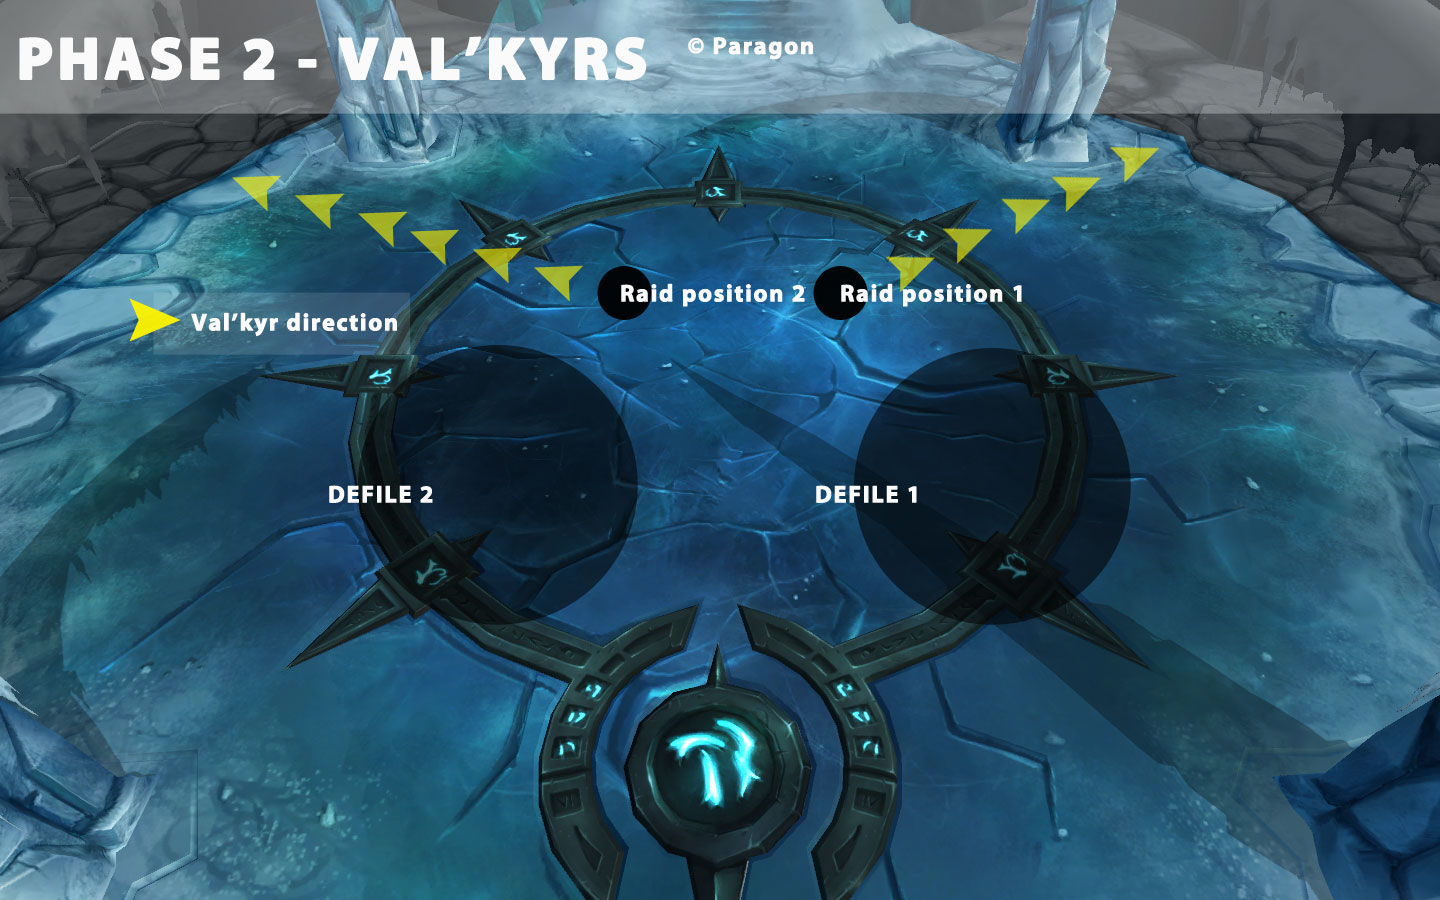 PHASE 2 - VAL’KYRS
© Paragon
Raid position 2
Raid position 1
Val’kyr direction
DEFILE 2
DEFILE 1